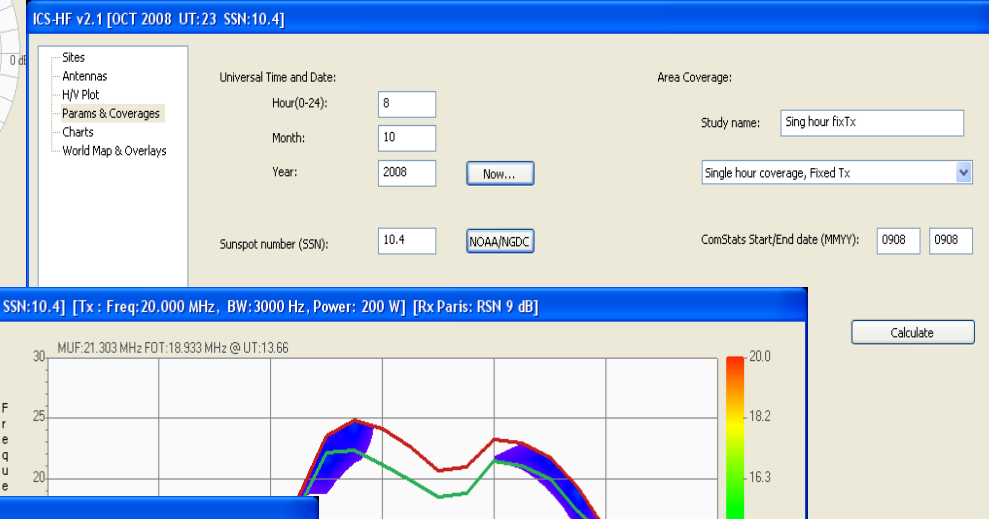 ICS-HF v2.1 [OCT 2008 UT:23 SSN:10.4]
0 dB
Sites
Antennas
H/V Plot
Params & Coverages
Charts
World Map & Overlays
Universal Time and Date:
Hour(0-24): 8
Month: 10
Year: 2008 Now...
Sunspot number (SSN): 10.4 NOAA/NGDC
Area Coverage:
Study name: Sing hour fixTx
Single hour coverage, Fixed Tx
ComStats Start/End date (MMYY): 0908 0908
Calculate
SSN:10.4] [Tx : Freq:20.000 MHz, BW:3000 Hz, Power: 200 W] [Rx Paris: RSN 9 dB]
MUF:21.303 MHz FOT:18.933 MHz @ UT:13.66
30
25
20
Freque
20.0
18.2
16.3